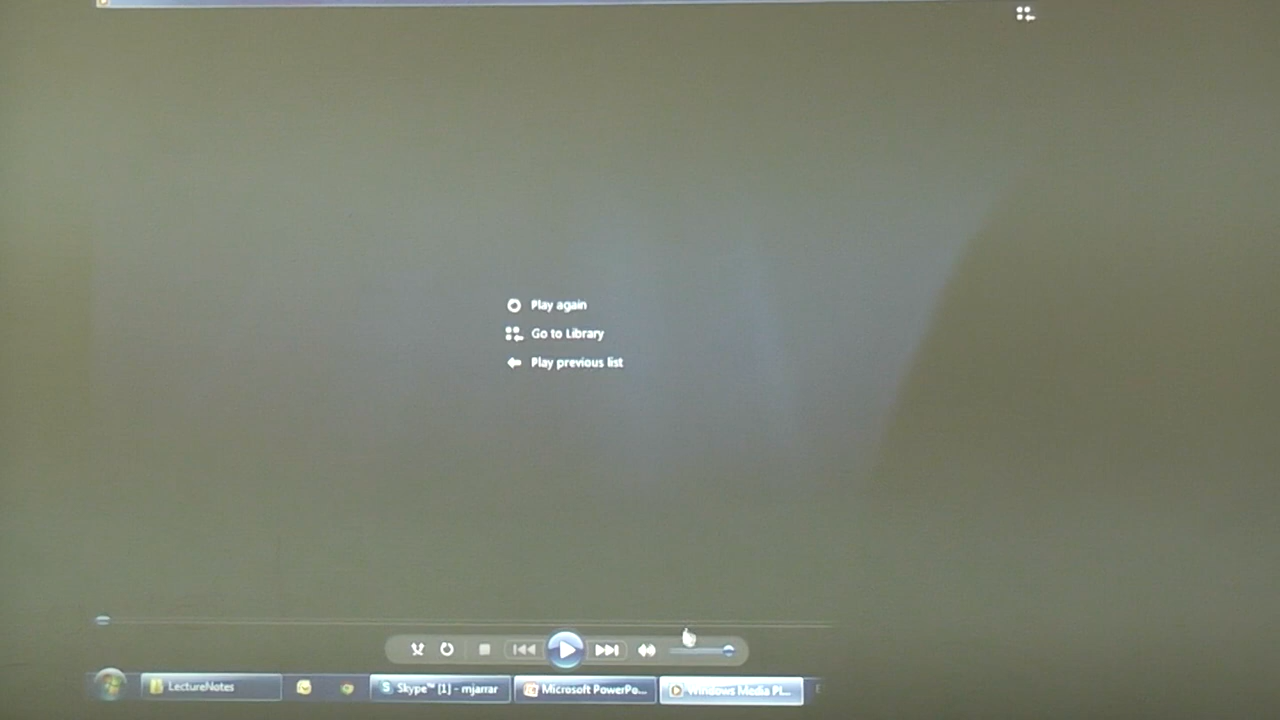 Play again
Go to Library
Play previous list
LectureNotes
Skype™ [1] - mjarrar
Microsoft PowerPo...
Windows Media Pl...